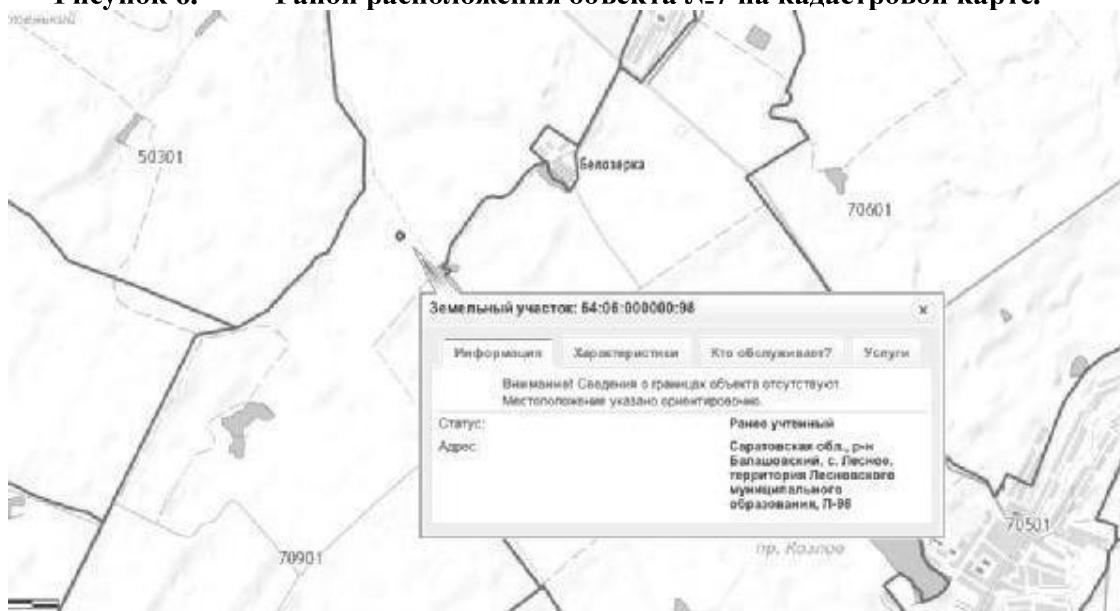 Рисунок 6. Район расположения объекта №7 на кадастровой карте.
50301
Белозерка
70601
Земельный участок: 64:06:000000:98
x
Информация Характеристики Кто обслуживает? Услуги
Внимание! Сведения о границах объекта отсутствуют.
Местоположение указано ориентировочно.
Статус: Ранее учтенный
Адрес: Саратовская обл., р-н
Балашовский, с. Лесное,
территория Лесновского
муниципального
образования, Л-98
70501
пр. Козлов
70901